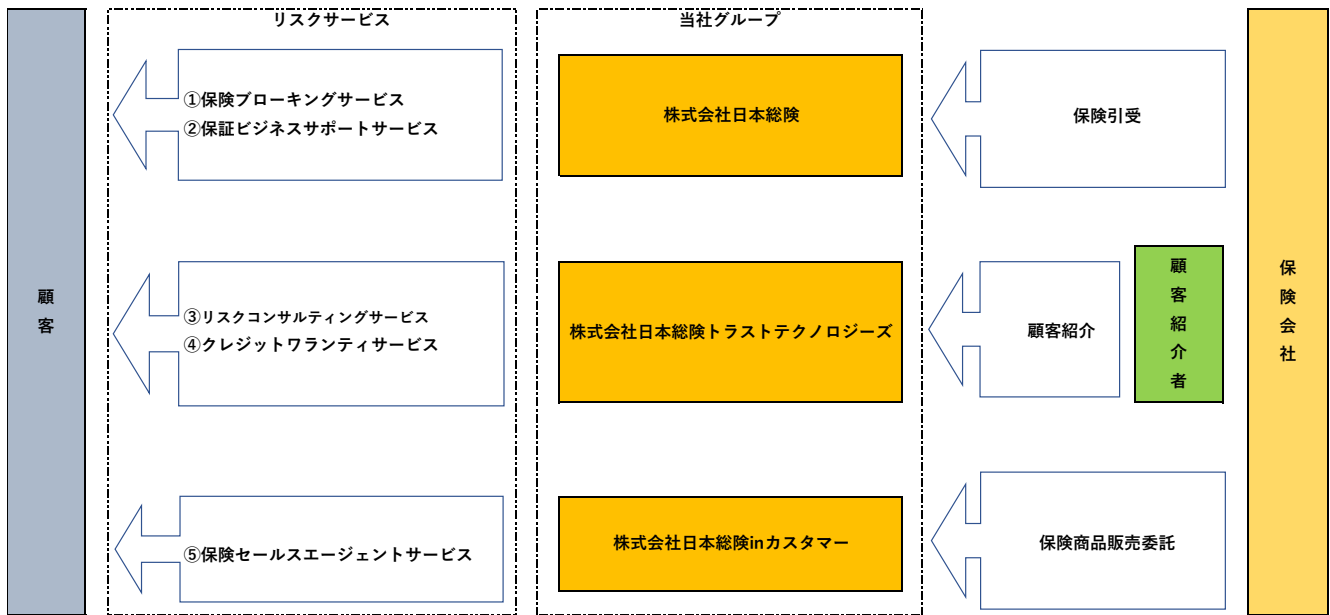 リスクサービス
当社グループ
①保険ブローキングサービス
②保証ビジネスサポートサービス
株式会社日本総険
保険引受
顧客
③リスクコンサルティングサービス
④クレジットワランティサービス
株式会社日本総険トラストテクノロジーズ
顧客紹介
顧客紹介者
保険会社
⑤保険セールスエージェントサービス
株式会社日本総険inカスタマー
保険商品販売委託